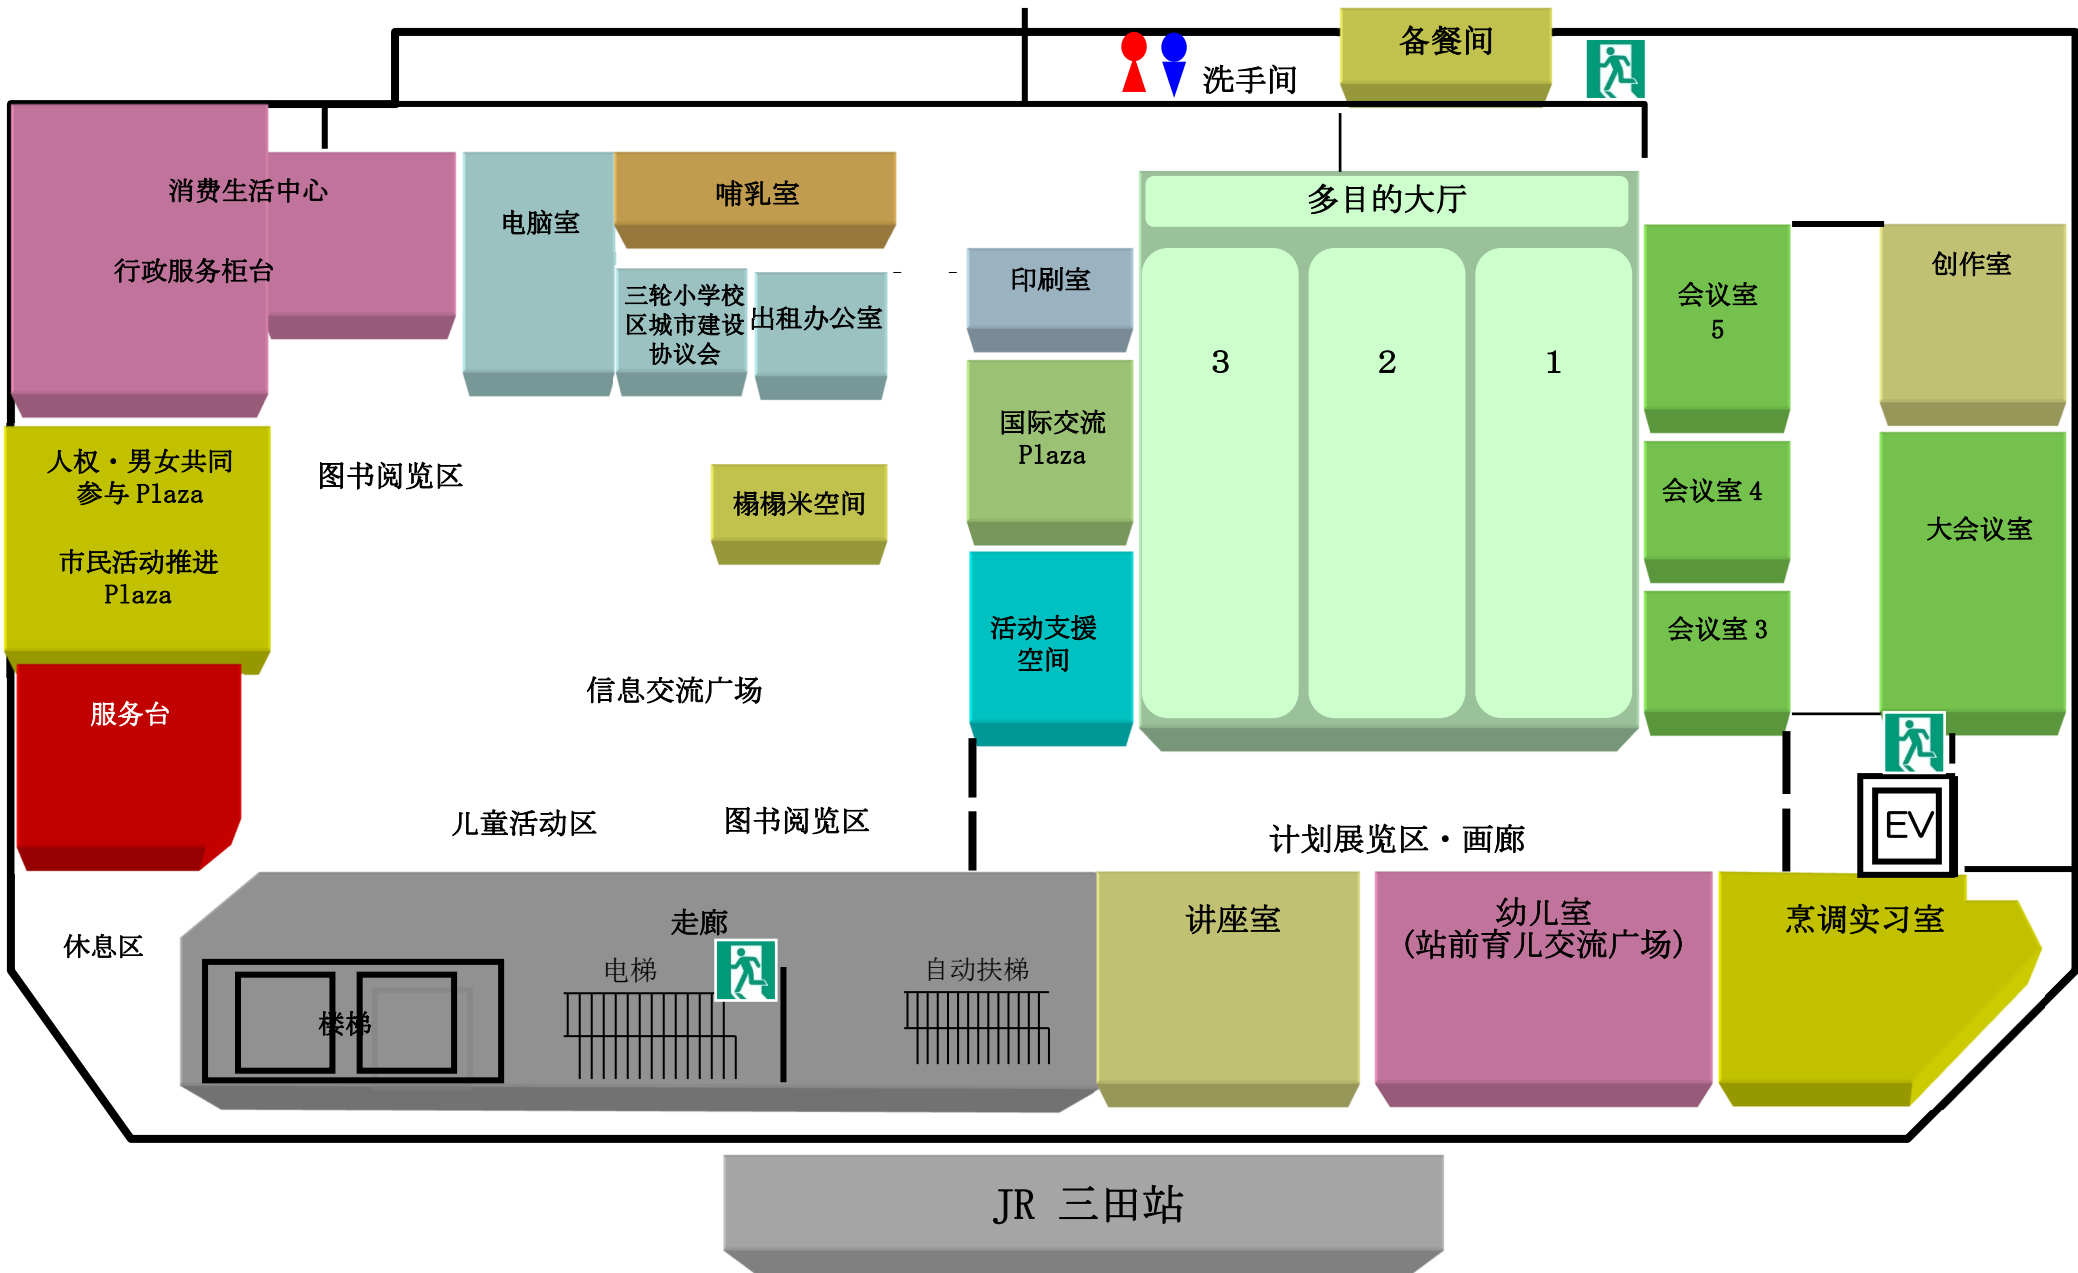 备餐间
洗手间
消费生活中心
行政服务柜台
电脑室
哺乳室
三轮小学校
区城市建设
协议会
出租办公室
印刷室
多目的大厅
3
2
1
会议室
5
创作室
国际交流
Plaza
人权・男女共同
参与 Plaza
市民活动推进
Plaza
图书阅览区
榻榻米空间
会议室 4
大会议室
活动支援
空间
会议室 3
信息交流广场
服务台
儿童活动区
图书阅览区
计划展览区・画廊
EV
走廊
讲座室
幼儿室
(站前育儿交流广场)
烹调实习室
休息区
楼梯
电梯
自动扶梯
JR 三田站